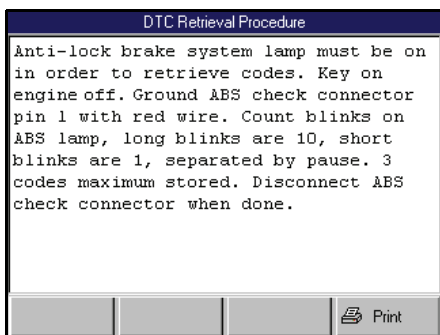 DTC Retrieval Procedure
Anti-lock brake system lamp must be on
in order to retrieve codes. Key on
engine off. Ground ABS check connector
pin 1 with red wire. Count blinks on
ABS lamp, long blinks are 10, short
blinks are 1, separated by pause. 3
codes maximum stored. Disconnect ABS
check connector when done.
Print